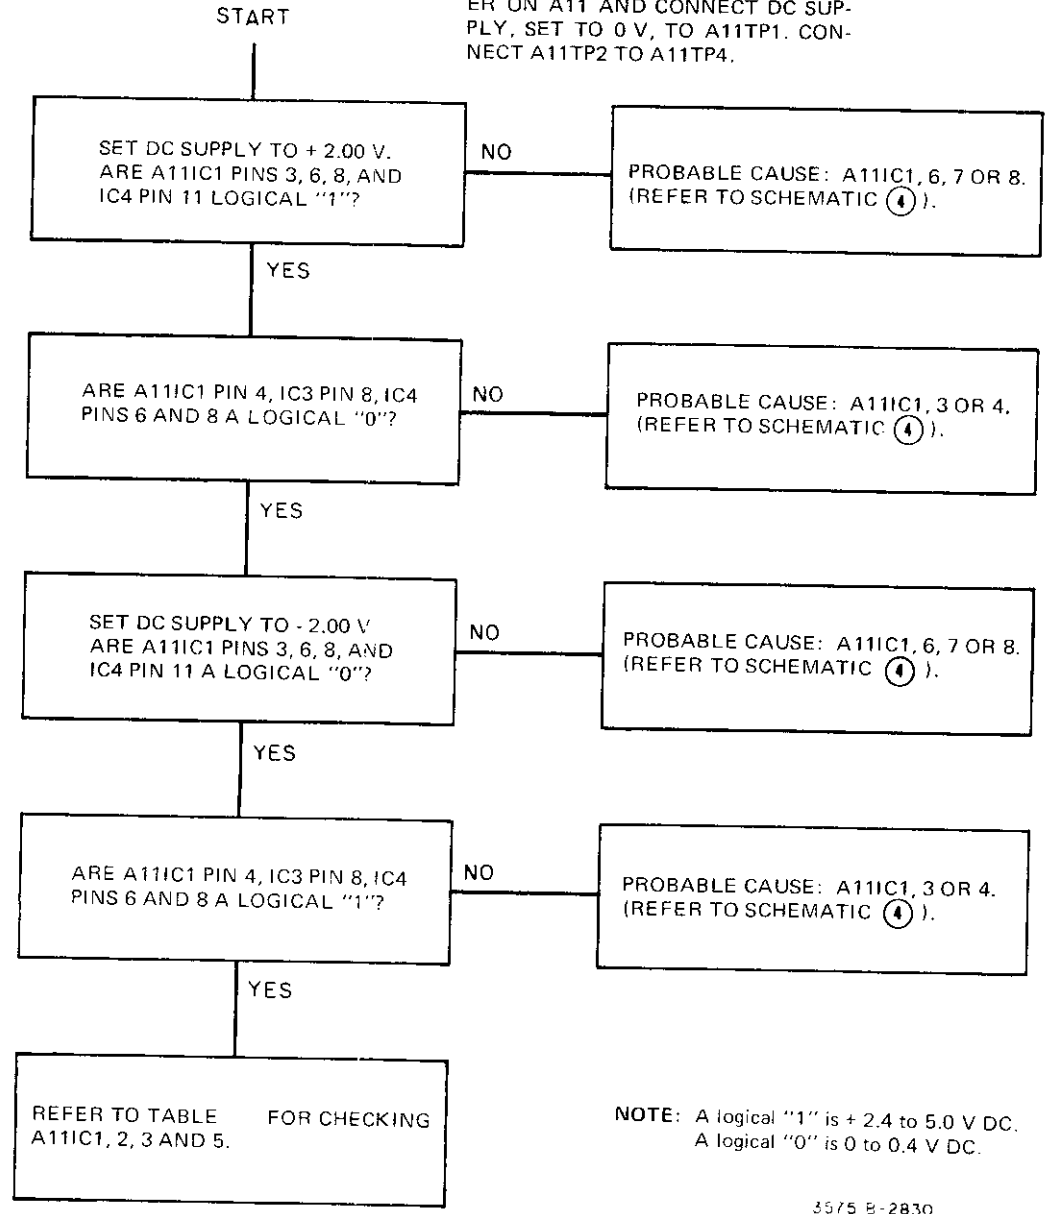 START
ER ON A11 AND CONNECT DC SUP-
PLY, SET TO 0 V, TO A11TP1. CON-
NECT A11TP2 TO A11TP4.
SET DC SUPPLY TO + 2.00 V.
ARE A11IC1 PINS 3, 6, 8, AND
IC4 PIN 11 LOGICAL "1"?
NO
PROBABLE CAUSE: A11IC1, 6, 7 OR 8.
(REFER TO SCHEMATIC 4 ).
YES
ARE A11IC1 PIN 4, IC3 PIN 8, IC4
PINS 6 AND 8 A LOGICAL "0"?
NO
PROBABLE CAUSE: A11IC1, 3 OR 4.
(REFER TO SCHEMATIC 4 ).
YES
SET DC SUPPLY TO - 2.00 V
ARE A11IC1 PINS 3, 6, 8, AND
IC4 PIN 11 A LOGICAL "0"?
NO
PROBABLE CAUSE: A11IC1, 6, 7 OR 8.
(REFER TO SCHEMATIC 4 ).
YES
ARE A11IC1 PIN 4, IC3 PIN 8, IC4
PINS 6 AND 8 A LOGICAL "1"?
NO
PROBABLE CAUSE: A11IC1, 3 OR 4.
(REFER TO SCHEMATIC 4 ).
YES
REFER TO TABLE FOR CHECKING
A11IC1, 2, 3 AND 5.
NOTE: A logical "1" is + 2.4 to 5.0 V DC.
A logical "0" is 0 to 0.4 V DC.
3575 B-2830